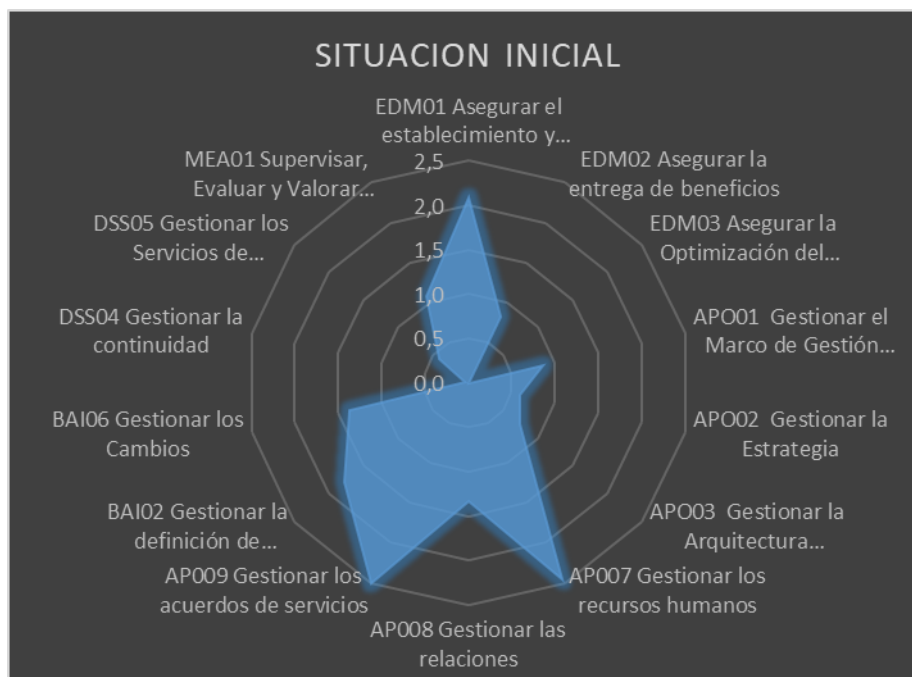 SITUACION INICIAL
EDM01 Asegurar el
establecimiento y...
EDM02 Asegurar la
entrega de beneficios
EDM03 Asegurar la
Optimización del...
APO01 Gestionar el
Marco de Gestión...
APO02 Gestionar la
Estrategia
APO03 Gestionar la
Arquitectura...
AP007 Gestionar los
recursos humanos
AP008 Gestionar las
relaciones
AP009 Gestionar los
acuerdos de servicios
BAI02 Gestionar la
definición de...
BAI06 Gestionar los
Cambios
DSS04 Gestionar la
continuidad
DSS05 Gestionar los
Servicios de...
MEA01 Supervisar,
Evaluar y Valorar...
2,5
2,0
1,5
1,0
0,5
0,0